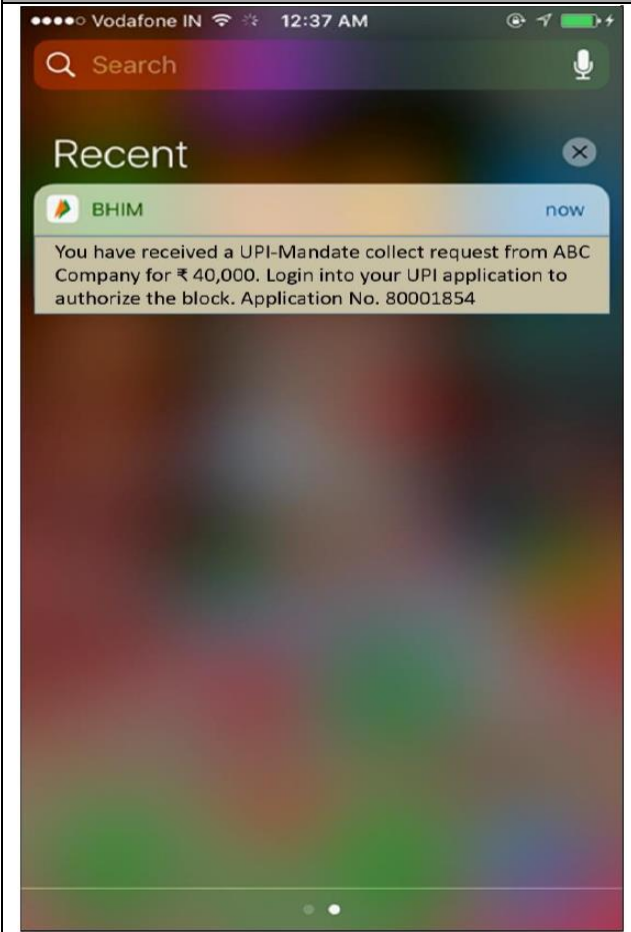 Vodafone IN 12:37 AM
Search
Recent
BHIM now
You have received a UPI-Mandate collect request from ABC
Company for ₹ 40,000. Login into your UPI application to
authorize the block. Application No. 80001854